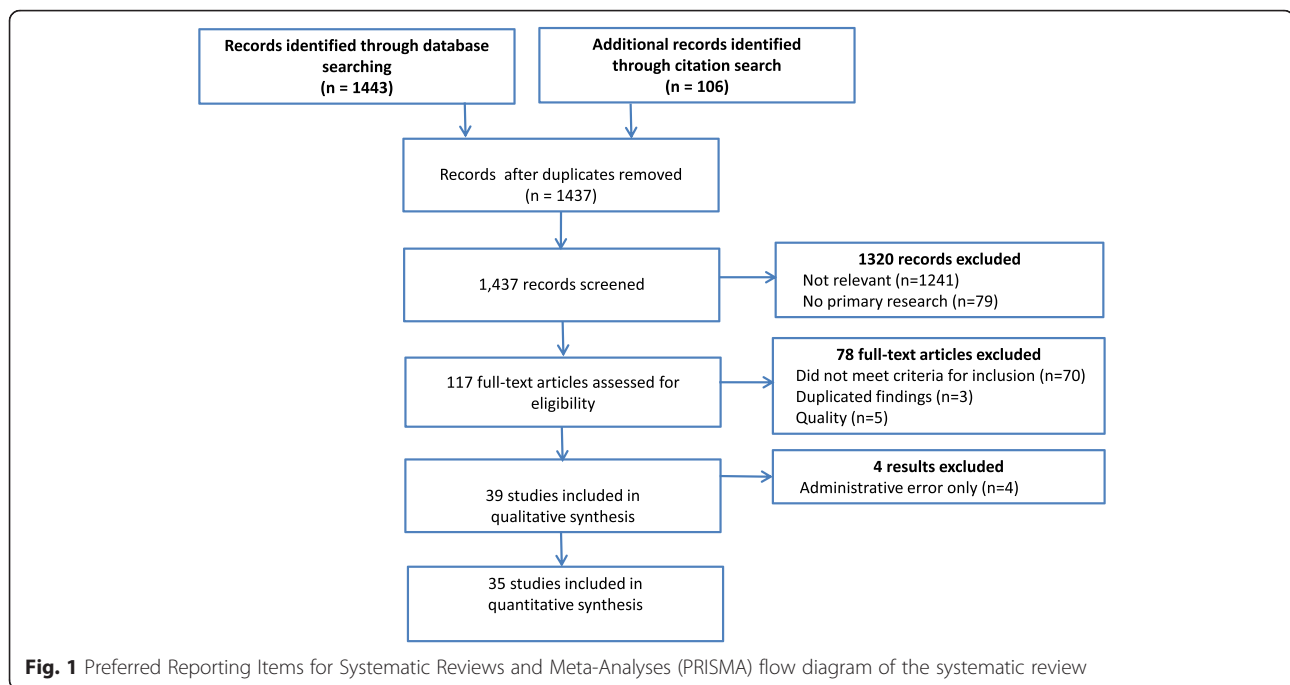 Records identified through database
searching
(n = 1443)
Additional records identified
through citation search
(n = 106)
Records after duplicates removed
(n = 1437)
1,437 records screened
1320 records excluded
Not relevant (n=1241)
No primary research (n=79)
117 full-text articles assessed for
eligibility
78 full-text articles excluded
Did not meet criteria for inclusion (n=70)
Duplicated findings (n=3)
Quality (n=5)
39 studies included in
qualitative synthesis
4 results excluded
Administrative error only (n=4)
35 studies included in
quantitative synthesis
Fig. 1 Preferred Reporting Items for Systematic Reviews and Meta-Analyses (PRISMA) flow diagram of the systematic review